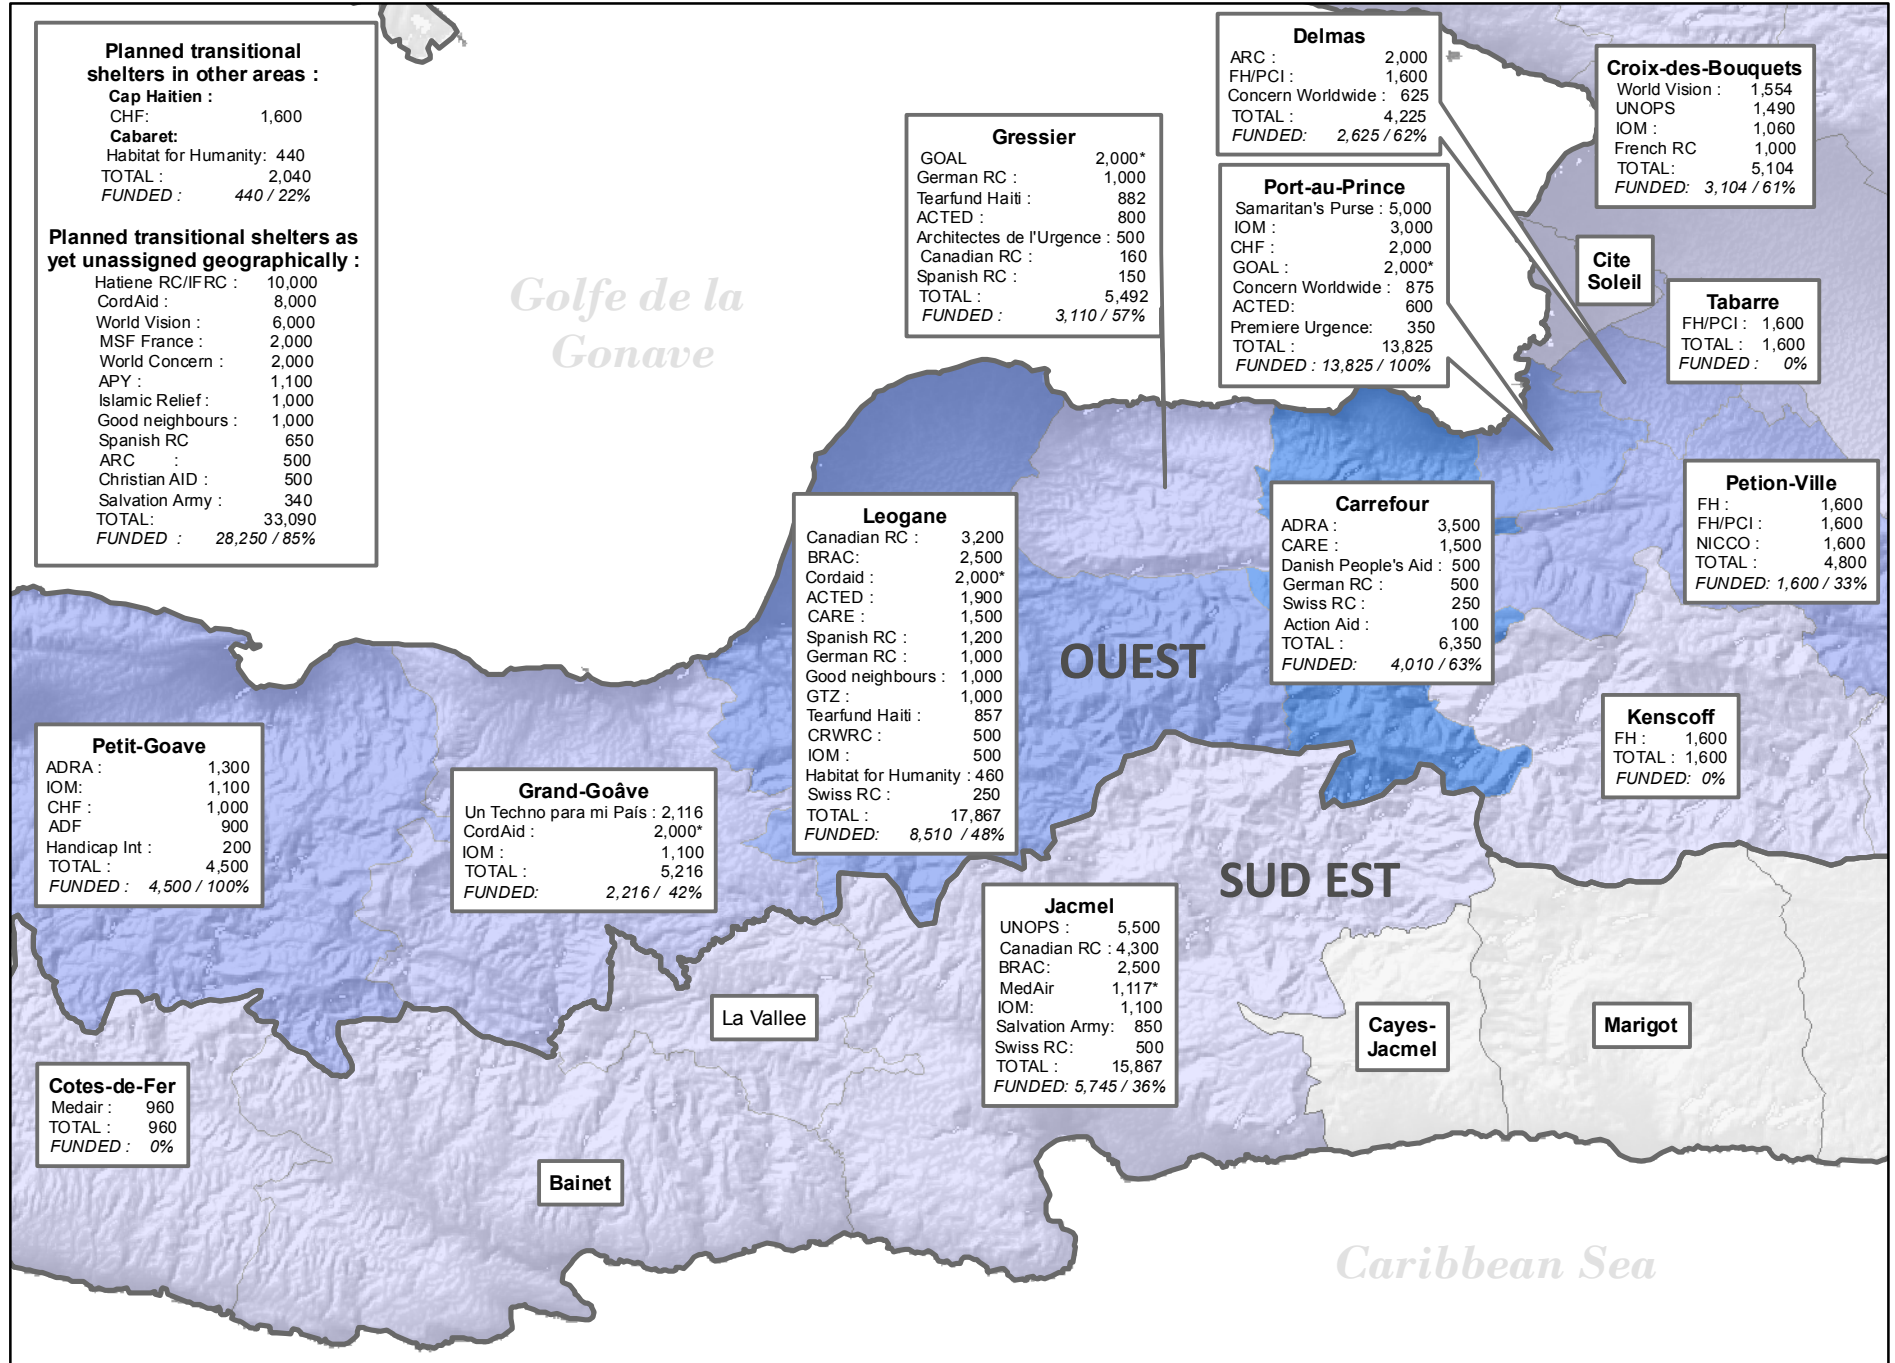 Planned transitional
shelters in other areas :
Cap Haitien :
CHF: 1,600
Cabaret:
Habitat for Humanity: 440
TOTAL : 2,040
FUNDED : 440 / 22%
Planned transitional shelters as
yet unassigned geographically :
Hatiene RC/IFRC : 10,000
CordAid : 8,000
World Vision : 6,000
MSF France : 2,000
World Concern : 2,000
APY : 1,100
Islamic Relief : 1,000
Good neighbours : 1,000
Spanish RC 650
ARC : 500
Christian AID : 500
Salvation Army : 340
TOTAL: 33,090
FUNDED : 28,250 / 85%
Golfe de la
Gonave
Gressier
GOAL 2,000*
German RC : 1,000
Tearfund Haiti : 882
ACTED : 800
Architectes de l'Urgence : 500
Canadian RC : 160
Spanish RC : 150
TOTAL : 5,492
FUNDED : 3,110 / 57%
Delmas
ARC : 2,000
FH/PCI : 1,600
Concern Worldwide : 625
TOTAL : 4,225
FUNDED: 2,625 / 62%
Croix-des-Bouquets
World Vision : 1,554
UNOPS 1,490
IOM : 1,060
French RC 1,000
TOTAL: 5,104
FUNDED: 3,104 / 61%
Port-au-Prince
Samaritan's Purse : 5,000
IOM : 3,000
CHF : 2,000
GOAL : 2,000*
Concern Worldwide : 875
ACTED: 600
Premiere Urgence: 350
TOTAL : 13,825
FUNDED : 13,825 / 100%
Cite
Soleil
Tabarre
FH/PCI : 1,600
TOTAL : 1,600
FUNDED : 0%
Petion-Ville
FH : 1,600
FH/PCI : 1,600
NICCO : 1,600
TOTAL : 4,800
FUNDED: 1,600 / 33%
Leogane
Canadian RC : 3,200
BRAC: 2,500
Cordaid : 2,000*
ACTED : 1,900
CARE : 1,500
Spanish RC : 1,200
German RC : 1,000
Good neighbours : 1,000
GTZ : 1,000
Tearfund Haiti : 857
CRWRC : 500
IOM : 500
Habitat for Humanity : 460
Swiss RC : 250
TOTAL : 17,867
FUNDED: 8,510 / 48%
OUEST
Carrefour
ADRA : 3,500
CARE : 1,500
Danish People's Aid : 500
German RC : 500
Swiss RC : 250
Action Aid : 100
TOTAL : 6,350
FUNDED: 4,010 / 63%
Kenscoff
FH : 1,600
TOTAL : 1,600
FUNDED: 0%
Petit-Goave
ADRA : 1,300
IOM: 1,100
CHF : 1,000
ADF 900
Handicap Int : 200
TOTAL : 4,500
FUNDED : 4,500 / 100%
Grand-Goâve
Un Techno para mi País : 2,116
CordAid : 2,000*
IOM : 1,100
TOTAL : 5,216
FUNDED: 2,216 / 42%
SUD EST
Jacmel
UNOPS : 5,500
Canadian RC : 4,300
BRAC: 2,500
MedAir 1,117*
IOM: 1,100
Salvation Army: 850
Swiss RC: 500
TOTAL : 15,867
FUNDED: 5,745 / 36%
La Vallee
Cayes-
Jacmel
Marigot
Cotes-de-Fer
Medair : 960
TOTAL : 960
FUNDED : 0%
Bainet
Caribbean Sea